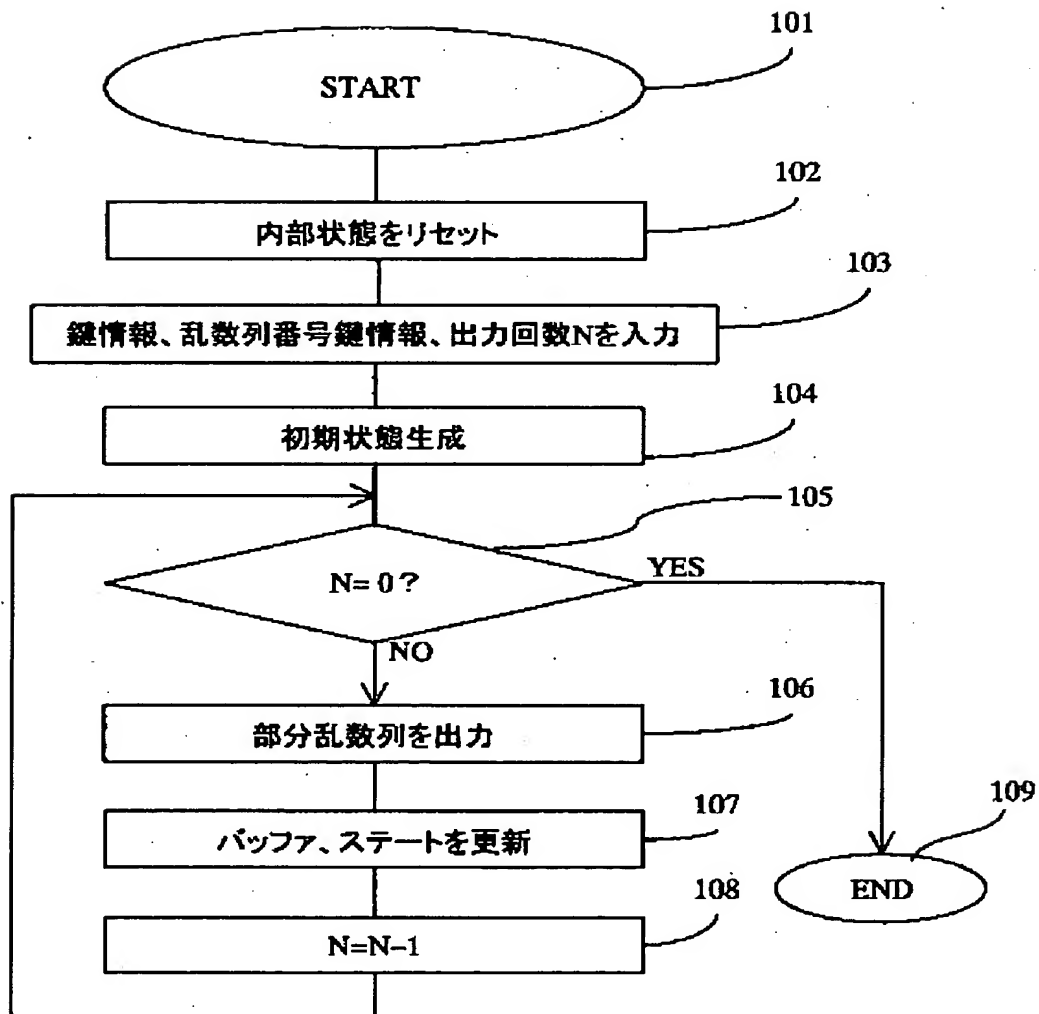 101
START
102
内部状態をリセット
103
鍵情報、乱数列番号鍵情報、出力回数Nを入力
104
初期状態生成
105
N= 0 ?
YES
NO
106
部分乱数列を出力
107
バッファ、ステートを更新
109
END
108
N=N-1